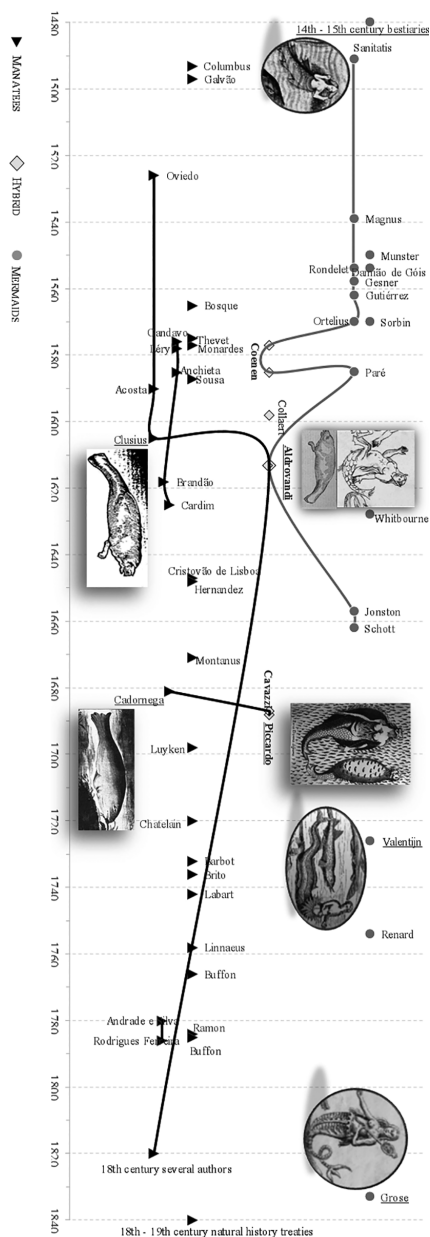 14th - 15th century bestiaries
Sanitatis
Columbus
Galvão
Oviedo
Magnus
Munster
Rondelet
Damião de Góis
Gesner
Gutiérrez
Bosque
Ortelius
Sorbin
Gandavo
Thevet
Léry
Monardes
Coenen
Anchieta
Sousa
Paré
Acosta
Collaert
Clusius
Aldrovandi
Brandão
Cardim
Whitbourne
Cristovão de Lisboa
Hernandez
Jonston
Schott
Montanus
Cadornega
Cavazzi
Piccardo
Luyken
Chatelain
Valentijn
Barbot
Brito
Labart
Renard
Linnaeus
Buffon
Andrade e Silva
Ramon
Rodrigues Ferreira
Buffon
18th century several authors
Grose
18th - 19th century natural history treaties
1480
1500
1520
1540
1560
1580
1600
1620
1640
1660
1680
1700
1720
1740
1760
1780
1800
1820
1840
MANATEES
HYBRID
MERMAIDS